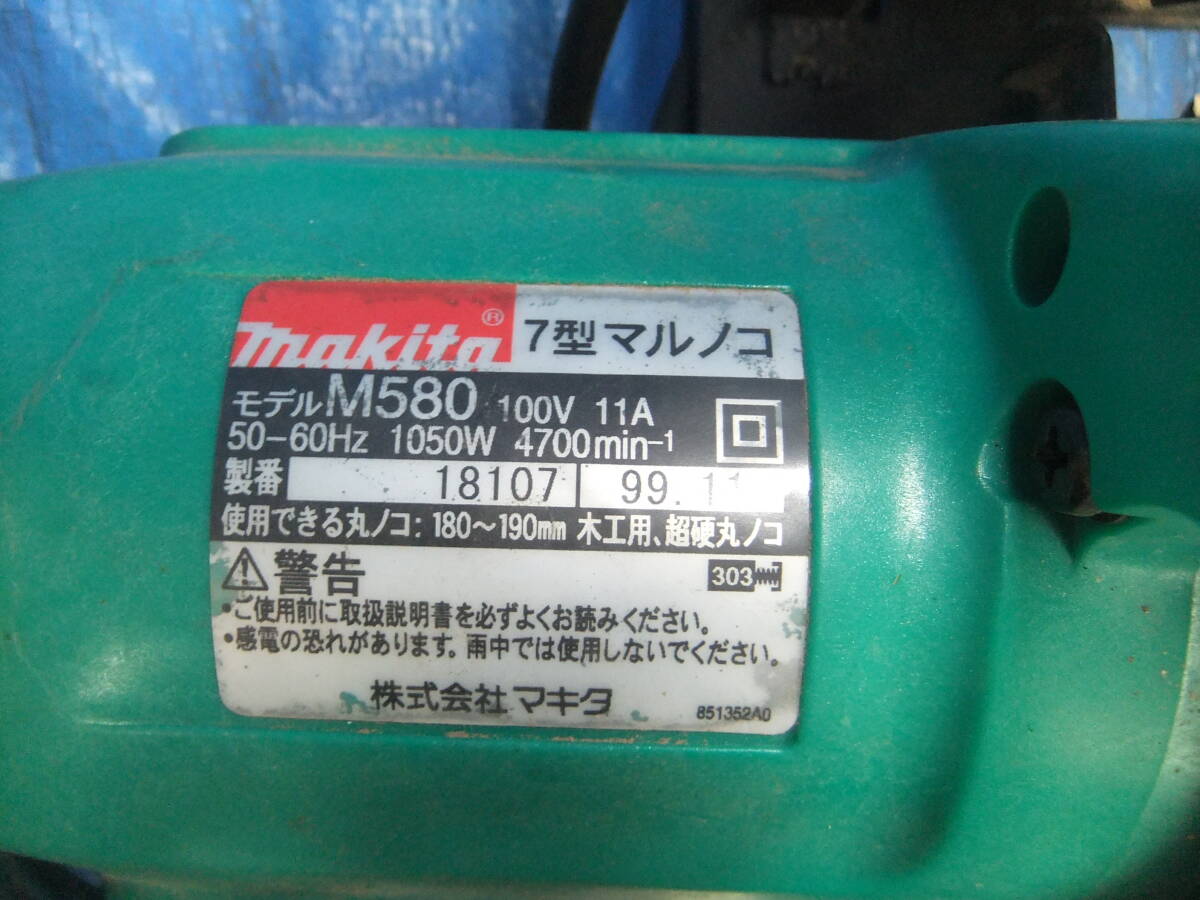 makita® 7型マルノコ
モデルM580 100V 11A
50-60Hz 1050W 4700min-1
製番 18107 99.11
使用できる丸ノコ: 180～190mm 木工用、超硬丸ノコ
警告 303
•ご使用前に取扱説明書を必ずよくお読みください。
•感電の恐れがあります。雨中では使用しないでください。
株式会社マキタ 851352A0